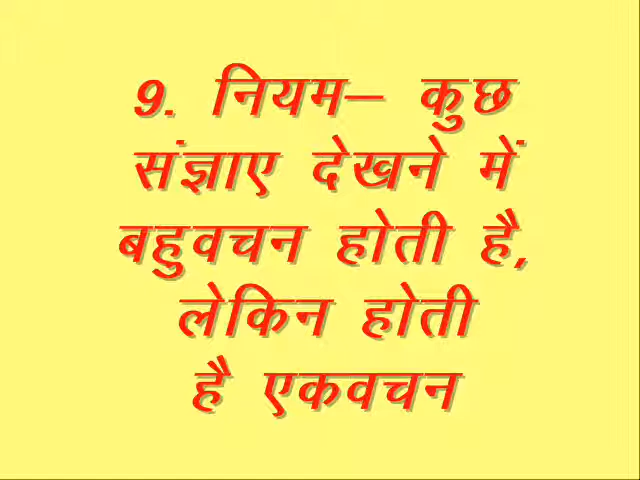 9. नियम– कुछ
संज्ञाए देखने में
बहुवचन होती है,
लेकिन होती
है एकवचन